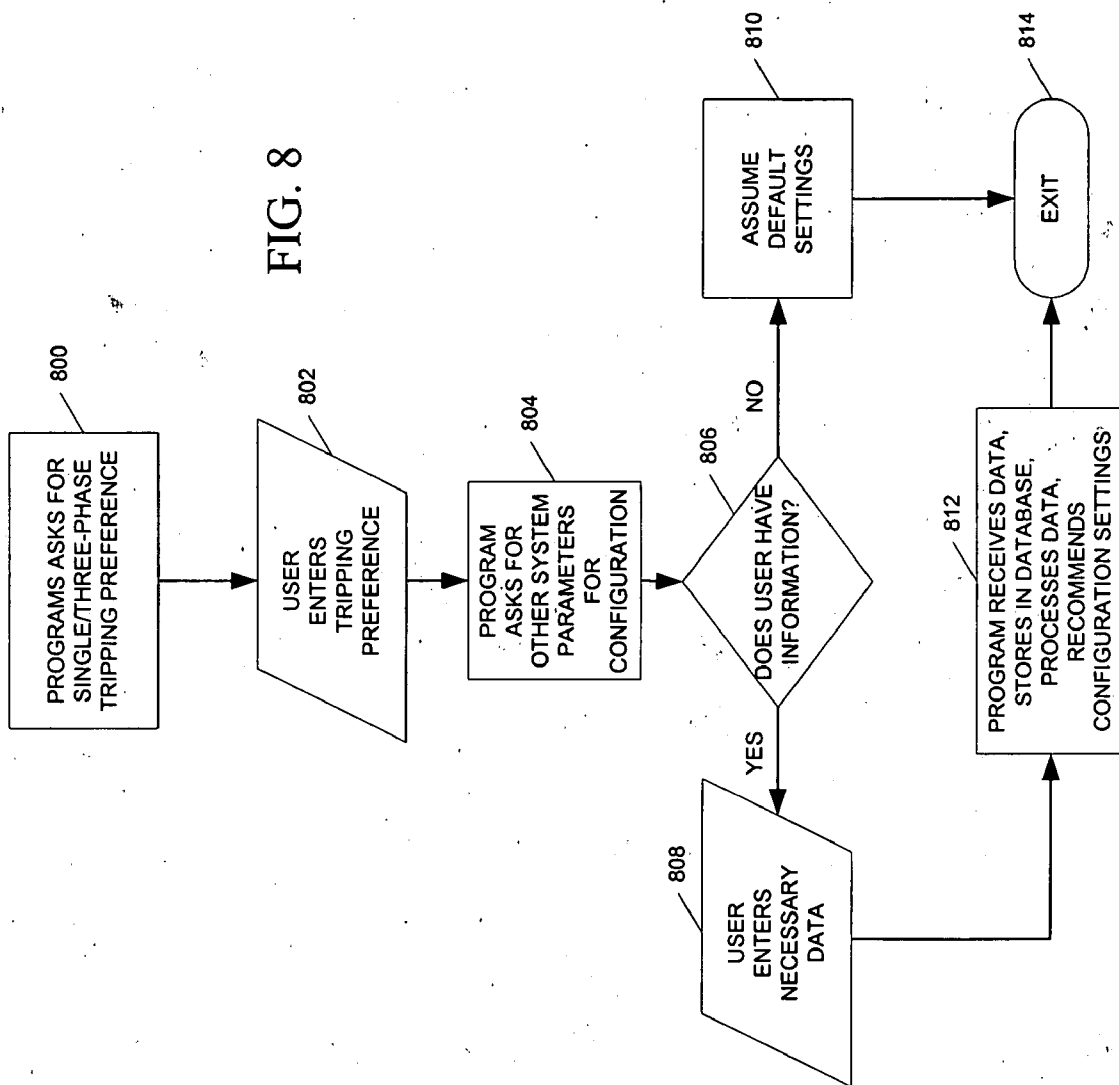 FIG. 8
800
PROGRAMS ASKS FOR
SINGLE/THREE-PHASE
TRIPPING PREFERENCE
802
USER
ENTERS
TRIPPING
PREFERENCE
804
PROGRAM
ASKS FOR
OTHER SYSTEM
PARAMETERS
FOR
CONFIGURATION
806
DOES USER HAVE
INFORMATION?
YES
NO
808
USER
ENTERS
NECESSARY
DATA
810
ASSUME
DEFAULT
SETTINGS
812
PROGRAM RECEIVES DATA,
STORES IN DATABASE,
PROCESSES DATA,
RECOMMENDS
CONFIGURATION SETTINGS
814
EXIT